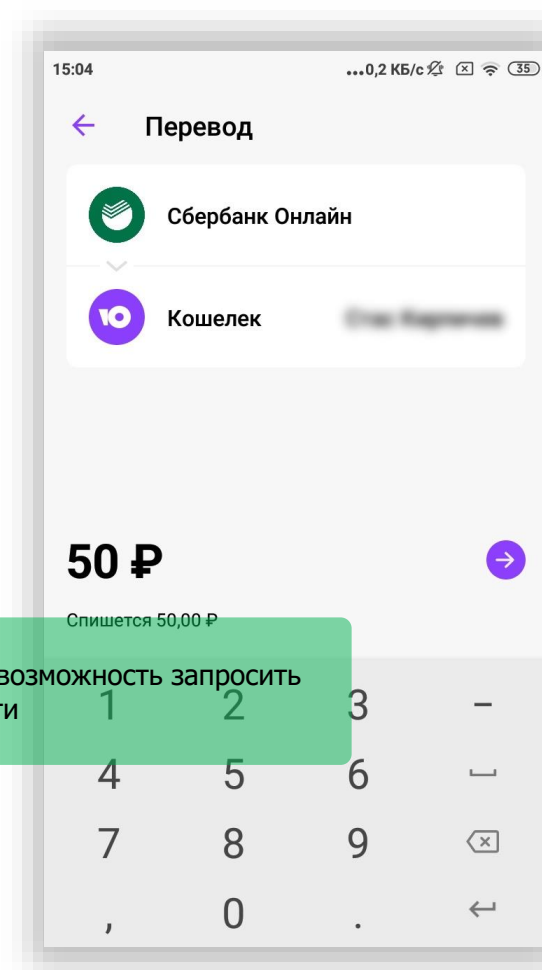 15:04 ...0,2 КБ/с 35
Перевод
Сбербанк Онлайн
Кошелек
50 ₽
Спишется 50,00 ₽
возможность запросить
ти
1 2 3 -
4 5 6
7 8 9
, 0 .